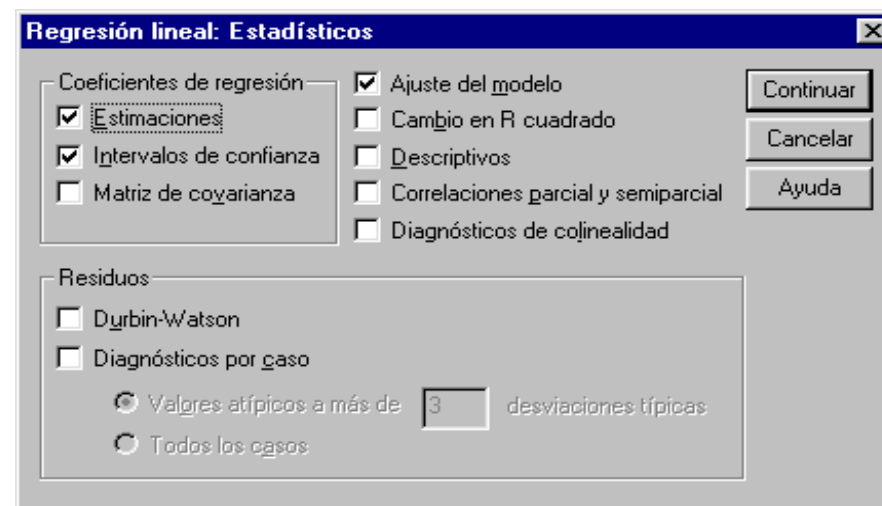 Regresión lineal: Estadísticos
Coeficientes de regresión
Estimaciones
Intervalos de confianza
Matriz de covarianza
Ajuste del modelo
Cambio en R cuadrado
Descriptivos
Correlaciones parcial y semiparcial
Diagnósticos de colinealidad
Continuar
Cancelar
Ayuda
Residuos
Durbin-Watson
Diagnósticos por caso
Valores atípicos a más de 3 desviaciones típicas
Todos los casos